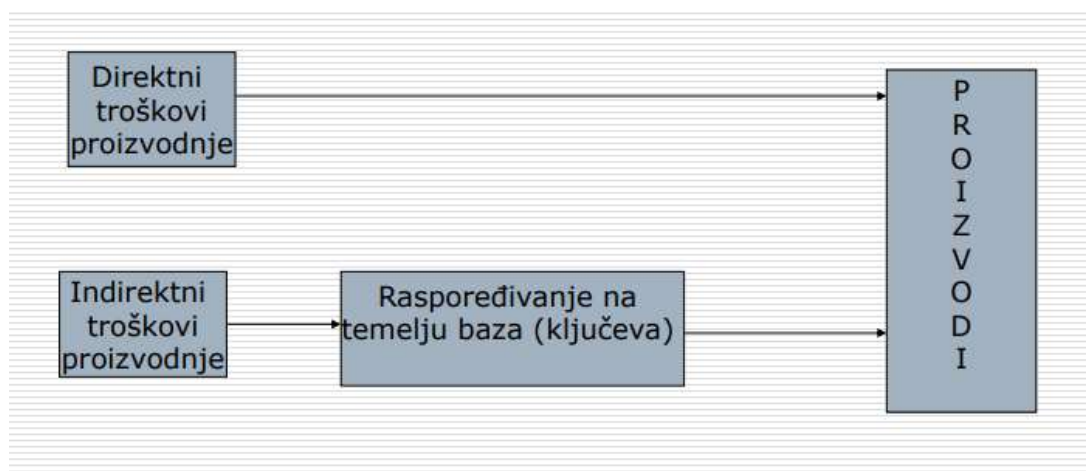 Direktni
troškovi
proizvodnje
Indirektni
troškovi
proizvodnje
Raspoređivanje na
temelju baza (ključeva)
P
R
O
I
Z
V
O
D
I